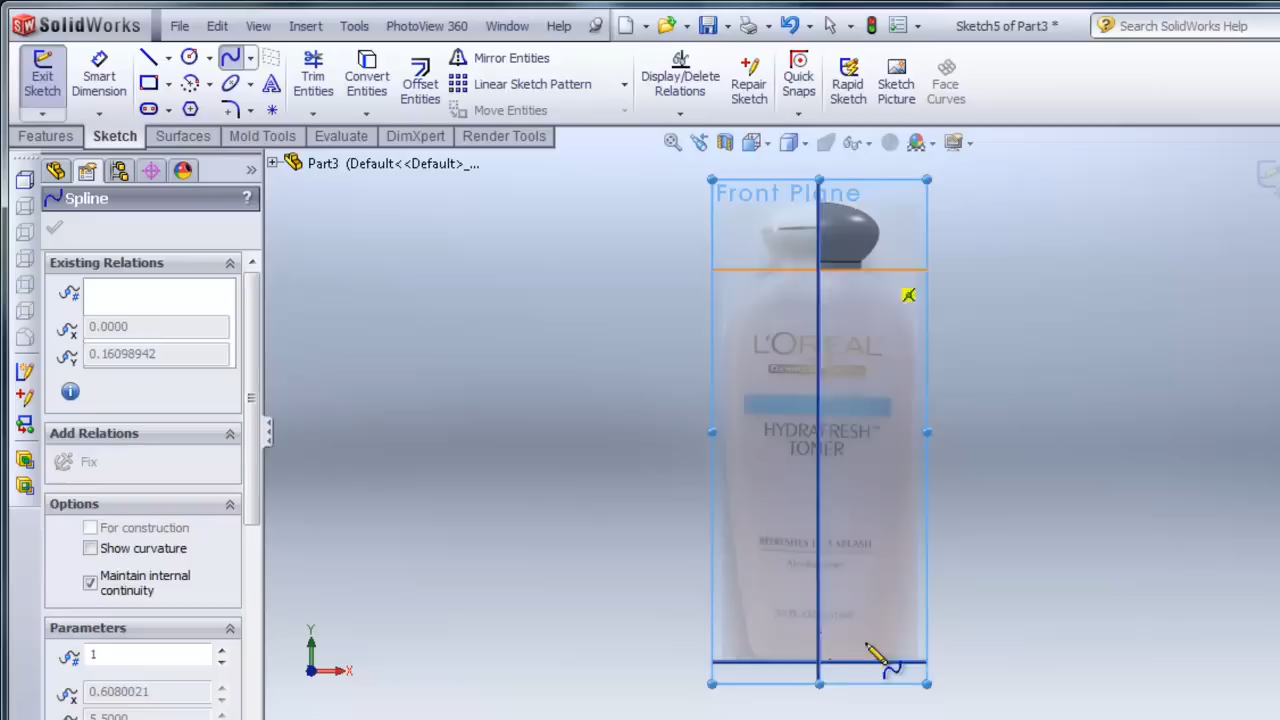 SolidWorks File Edit View Insert Tools PhotoView 360 Window Help Sketch5 of Part3 * Search SolidWorks Help
Exit Sketch
Smart Dimension
Trim Entities
Convert Entities
Offset Entities
Mirror Entities
Linear Sketch Pattern
Move Entities
Display/Delete Relations
Repair Sketch
Quick Snaps
Rapid Sketch
Sketch Picture
Face Curves
Features Sketch Surfaces Mold Tools Evaluate DimXpert Render Tools
Part3 (Default<<Default>_...
Spline ?
Existing Relations
0.0000
0.16098942
Add Relations
Fix
Options
For construction
Show curvature
Maintain internal
continuity
Parameters
1
0.6080021
5.5000
Front Plane
L'ORÉAL
HYDRAFRESH™
TONER
Y
X